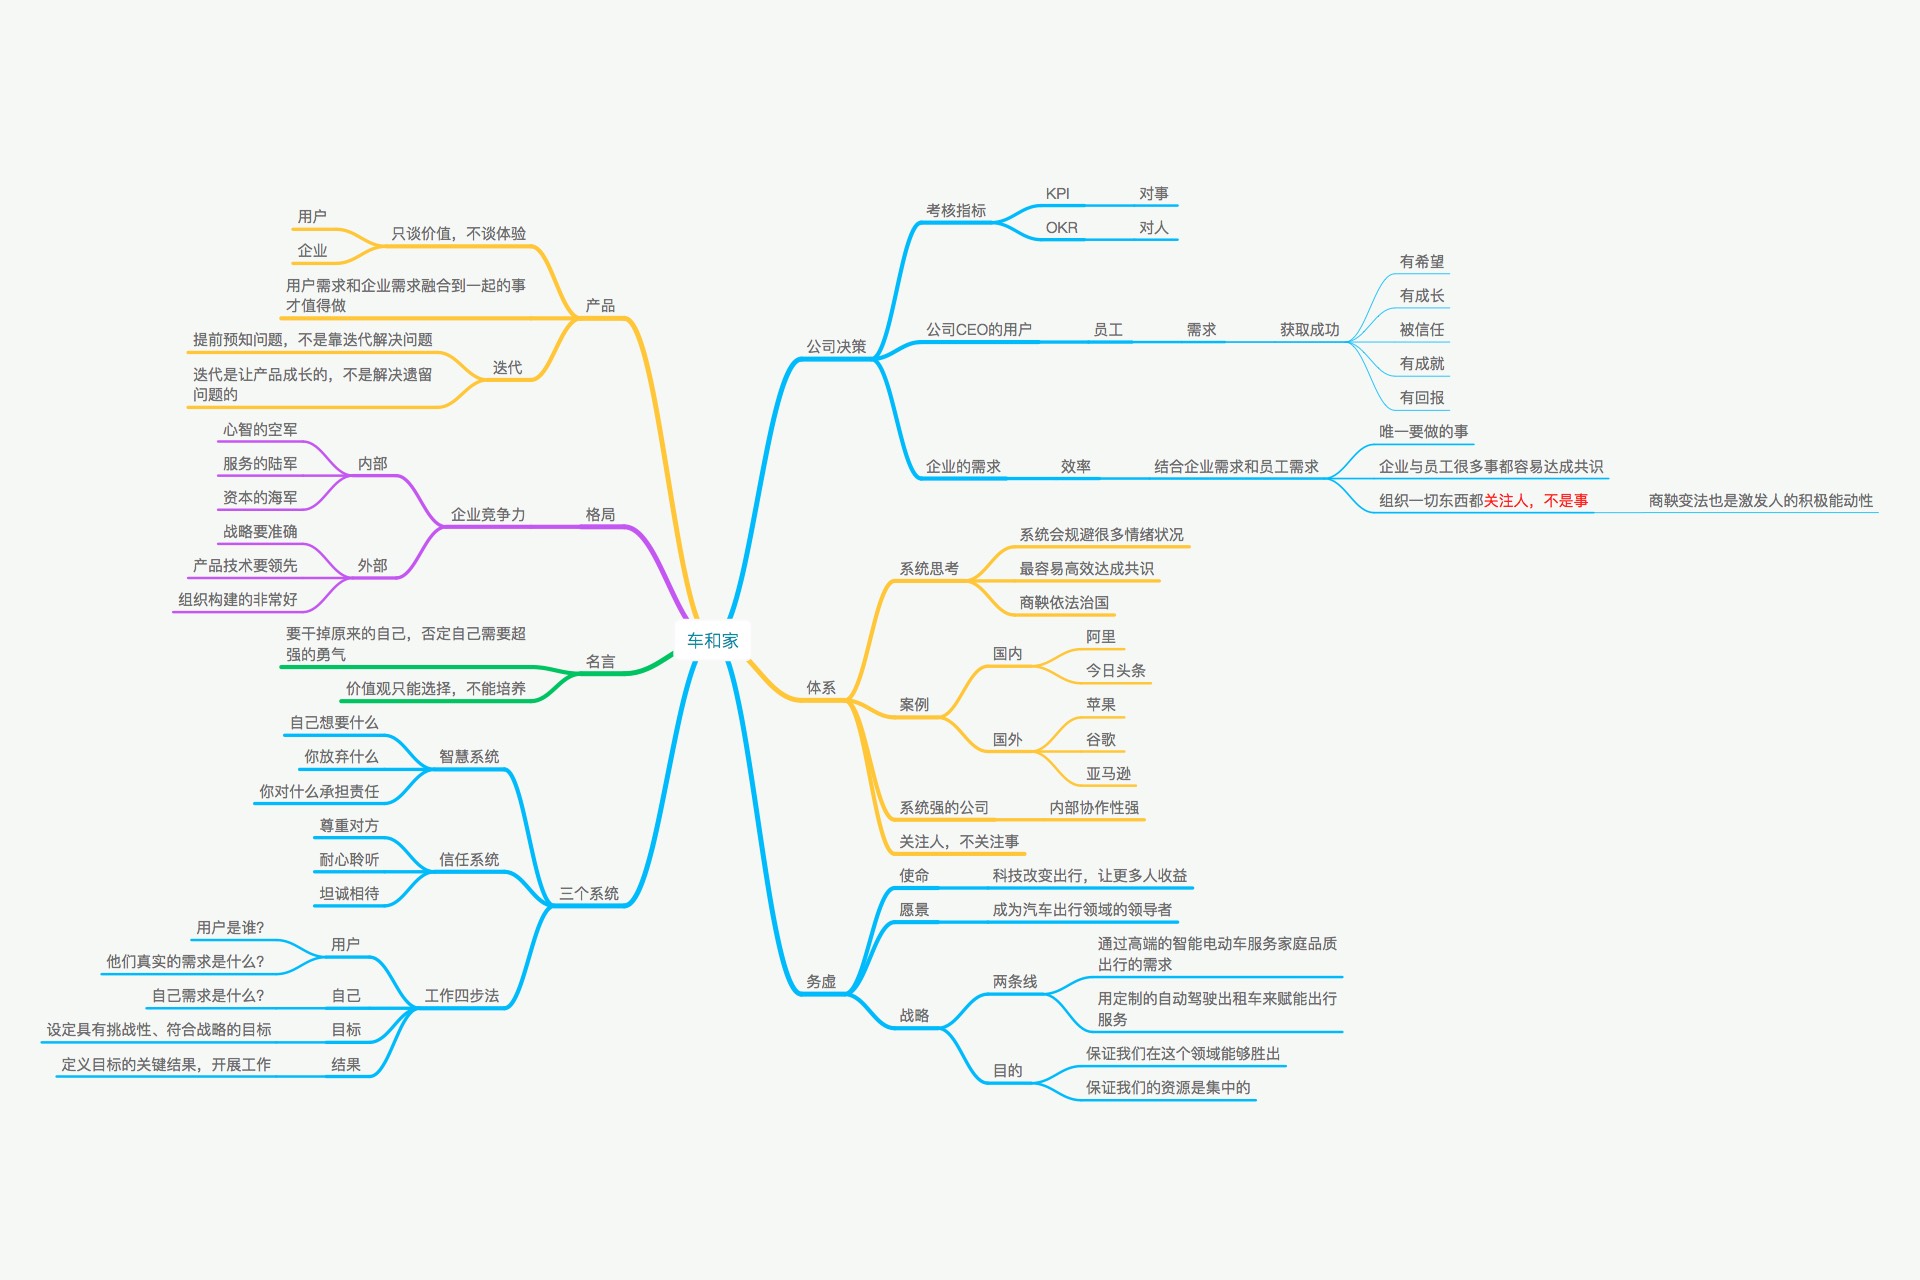 车和家
公司决策
考核指标
KPI
对事
OKR
对人
公司CEO的用户
员工
需求
获取成功
有希望
有成长
被信任
有成就
有回报
企业的需求
效率
结合企业需求和员工需求
唯一要做的事
企业与员工很多事都容易达成共识
组织一切东西都关注人，不是事
商鞅变法也是激发人的积极能动性
体系
系统思考
系统会规避很多情绪状况
最容易高效达成共识
商鞅依法治国
案例
国内
阿里
今日头条
国外
苹果
谷歌
亚马逊
系统强的公司
内部协作性强
关注人，不关注事
务虚
使命
科技改变出行，让更多人收益
愿景
成为汽车出行领域的领导者
战略
两条线
通过高端的智能电动车服务家庭品质
出行的需求
用定制的自动驾驶出租车来赋能出行
服务
目的
保证我们在这个领域能够胜出
保证我们的资源是集中的
产品
只谈价值，不谈体验
用户
企业
用户需求和企业需求融合到一起的事
才值得做
迭代
提前预知问题，不是靠迭代解决问题
迭代是让产品成长的，不是解决遗留
问题的
格局
企业竞争力
内部
心智的空军
服务的陆军
资本的海军
外部
战略要准确
产品技术要领先
组织构建的非常好
名言
要干掉原来的自己，否定自己需要超
强的勇气
价值观只能选择，不能培养
三个系统
智慧系统
自己想要什么
你放弃什么
你对什么承担责任
信任系统
尊重对方
耐心聆听
坦诚相待
工作四步法
用户
用户是谁?
他们真实的需求是什么?
自己
自己需求是什么?
目标
设定具有挑战性、符合战略的目标
结果
定义目标的关键结果，开展工作